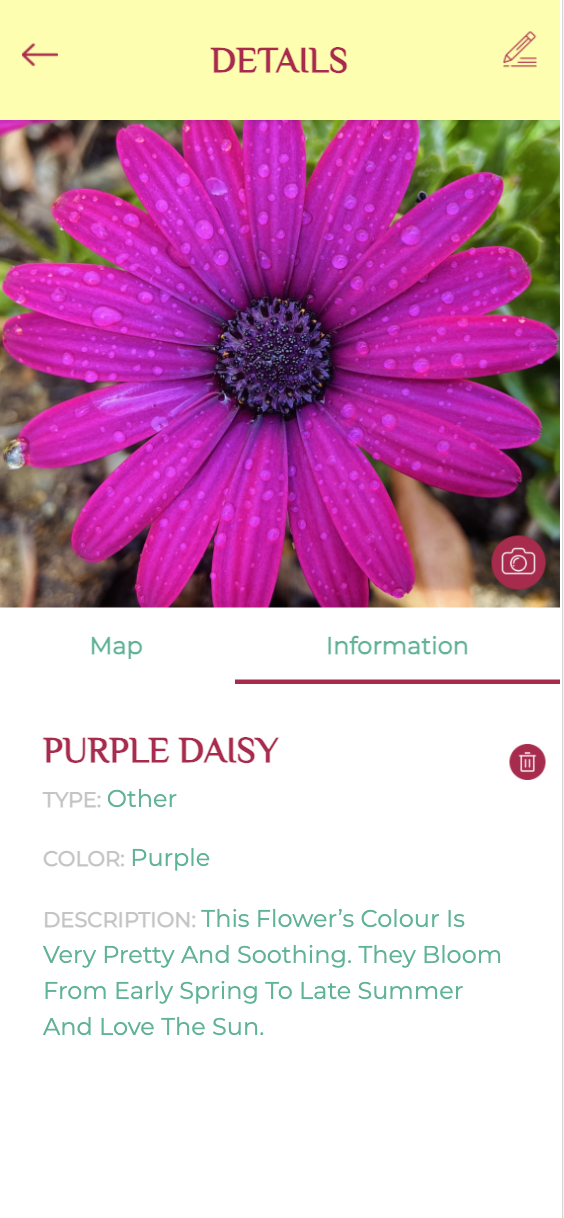 DETAILS
Map Information
PURPLE DAISY
TYPE: Other
COLOR: Purple
DESCRIPTION: This Flower’s Colour Is
Very Pretty And Soothing. They Bloom
From Early Spring To Late Summer
And Love The Sun.